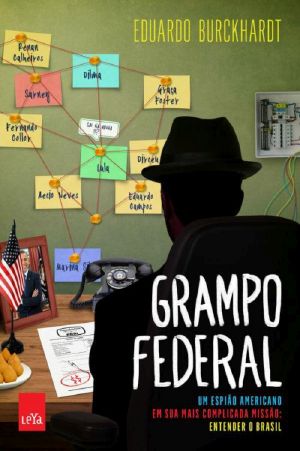 EDUARDO BURCKHARDT
Renan
Calheiros
Dilma
Sarney
Graça
Foster
Fernando
Collor
Lula
Dirceu
Aecio Neves
Eduardo
Campos
Marina
GRAMPO
FEDERAL
UM ESPIÃO AMERICANO
EM SUA MAIS COMPLICADA MISSÃO:
ENTENDER O BRASIL
LeYa